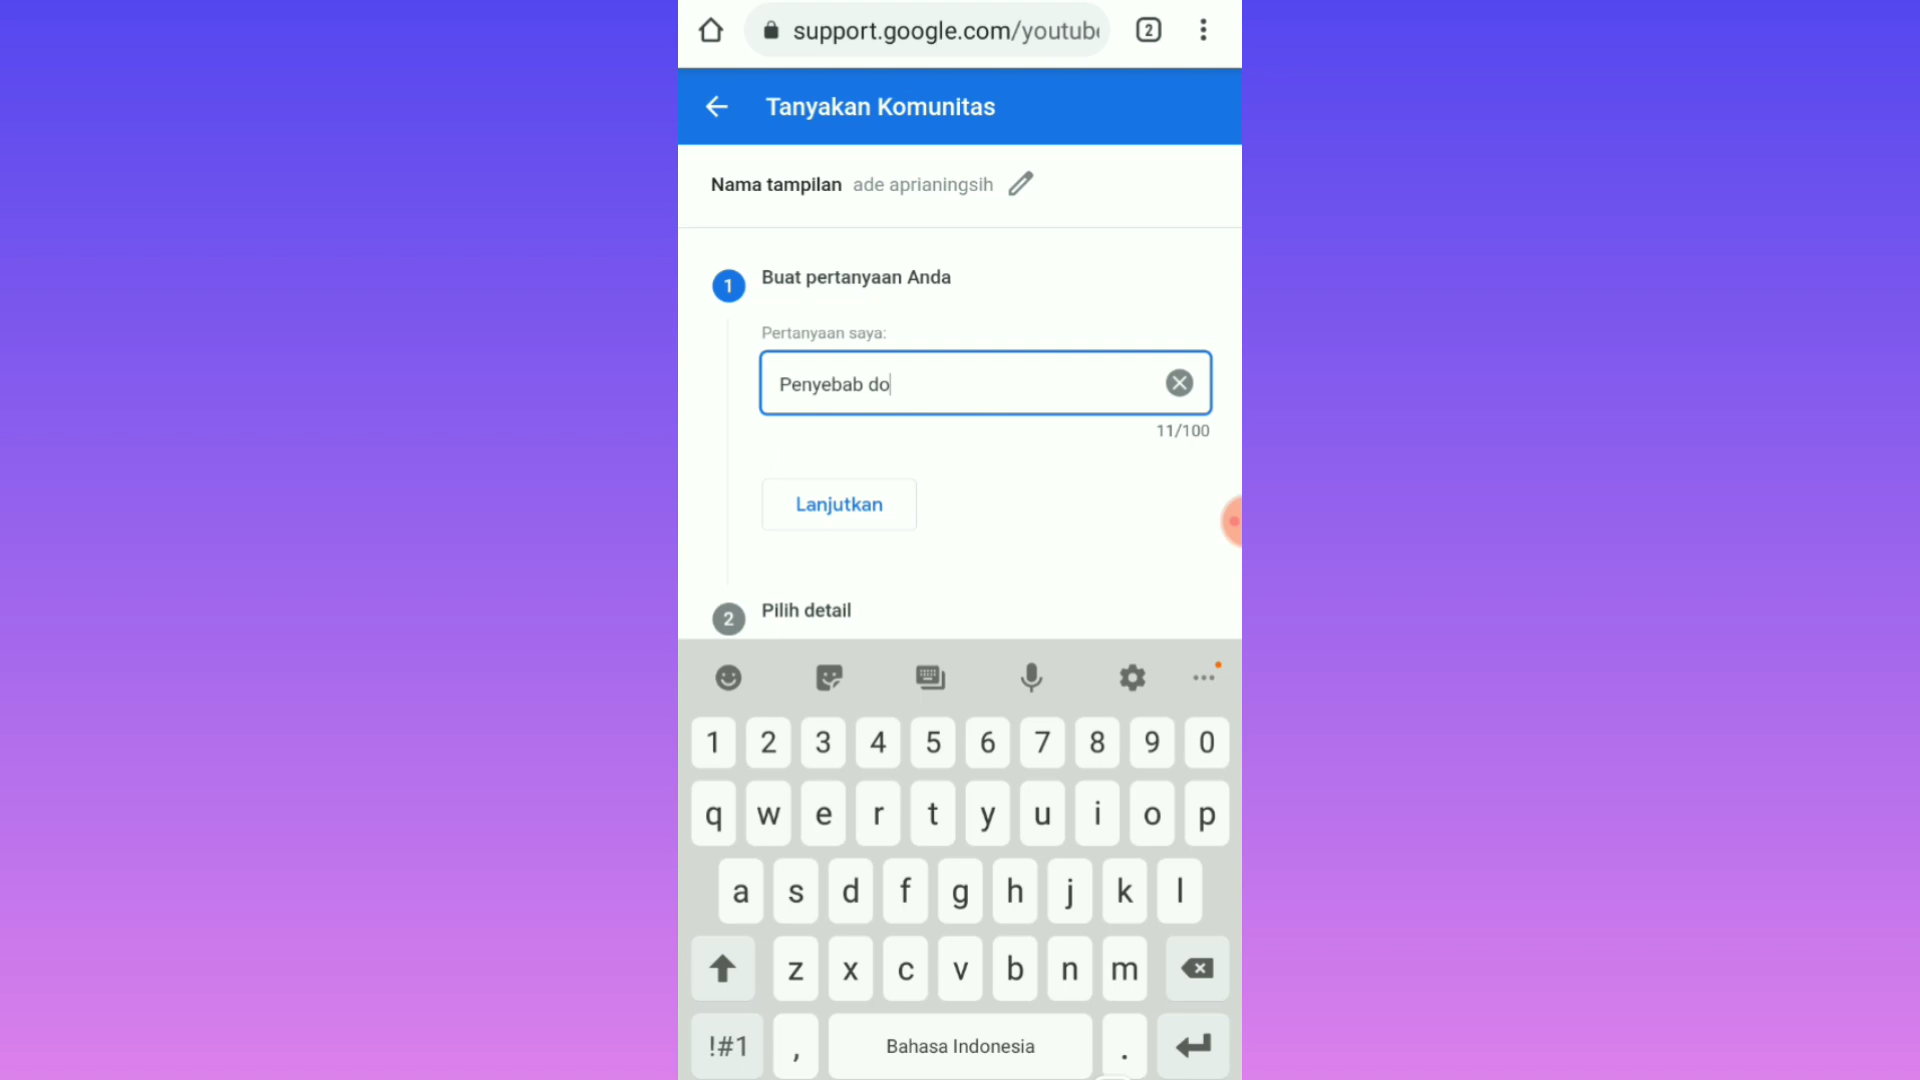 support.google.com/youtube
2
Tanyakan Komunitas
Nama tampilan ade aprianingsih
1 Buat pertanyaan Anda
Pertanyaan saya:
Penyebab do
11/100
Lanjutkan
2 Pilih detail
1 2 3 4 5 6 7 8 9 0
q w e r t y u i o p
a s d f g h j k l
z x c v b n m
!#1 , Bahasa Indonesia .